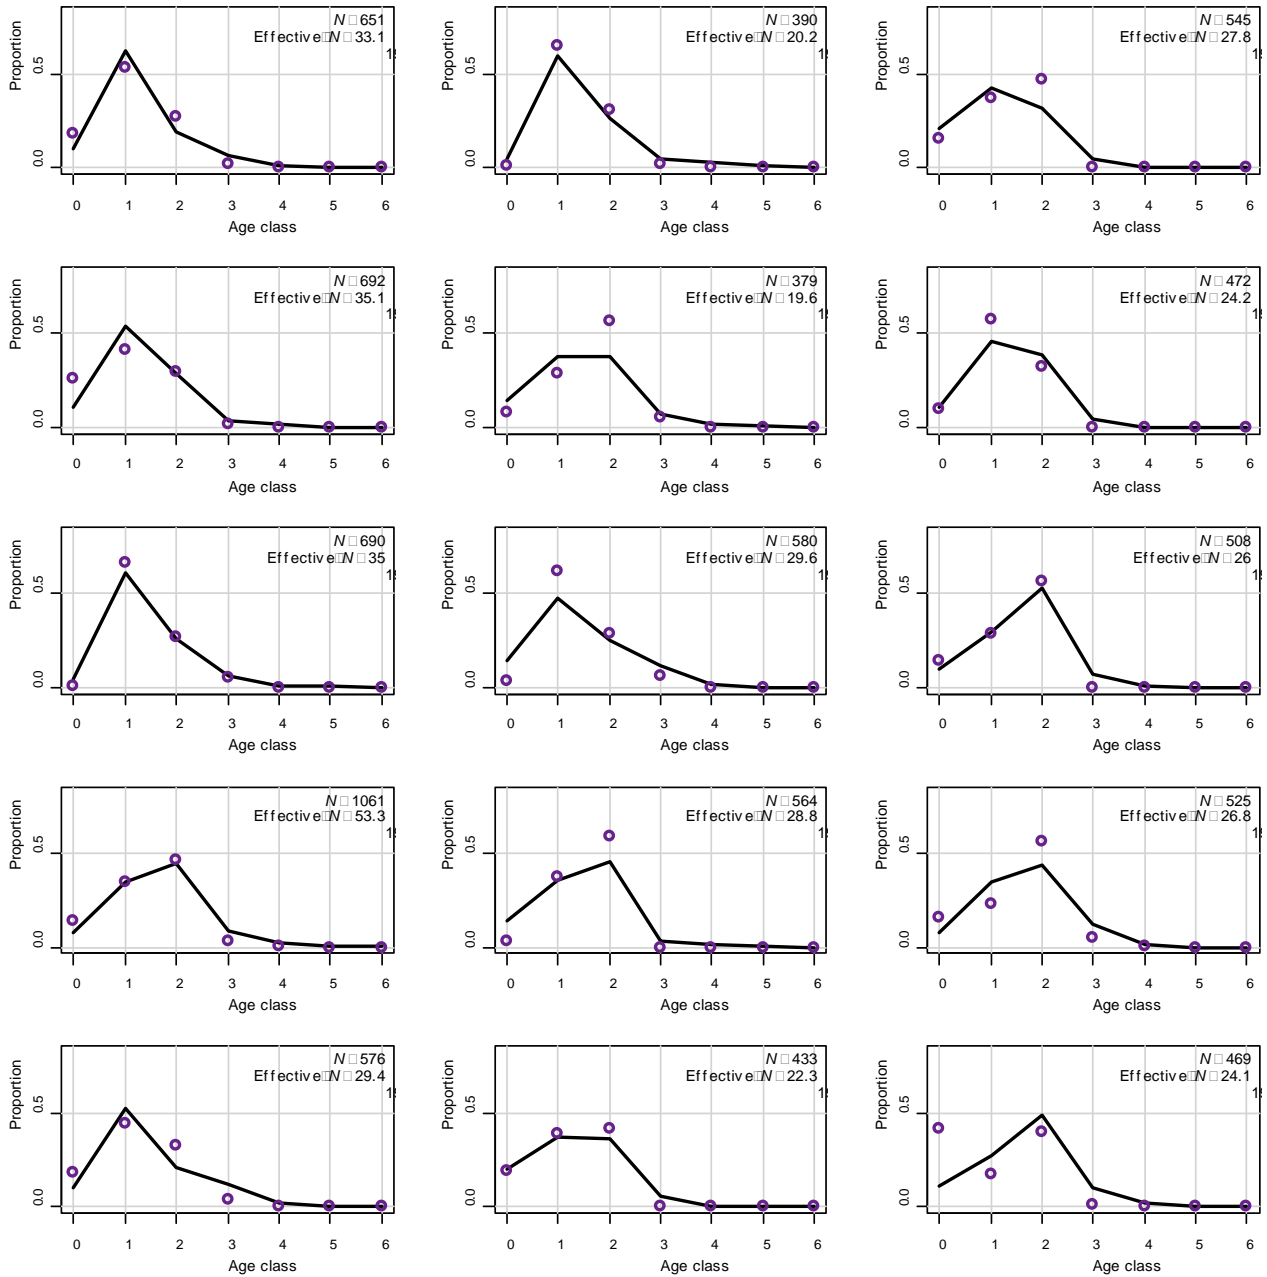 N□651
Effective□N□33.1
Proportion
0.5
0.0
0 1 2 3 4 5 6
Age class
N□390
Effective□N□20.2
Proportion
0.5
0.0
0 1 2 3 4 5 6
Age class
N□545
Effective□N□27.8
Proportion
0.5
0.0
0 1 2 3 4 5 6
Age class
N□692
Effective□N□35.1
Proportion
0.5
0.0
0 1 2 3 4 5 6
Age class
N□379
Effective□N□19.6
Proportion
0.5
0.0
0 1 2 3 4 5 6
Age class
N□472
Effective□N□24.2
Proportion
0.5
0.0
0 1 2 3 4 5 6
Age class
N□690
Effective□N□35
Proportion
0.5
0.0
0 1 2 3 4 5 6
Age class
N□580
Effective□N□29.6
Proportion
0.5
0.0
0 1 2 3 4 5 6
Age class
N□508
Effective□N□26
Proportion
0.5
0.0
0 1 2 3 4 5 6
Age class
N□1061
Effective□N□53.3
Proportion
0.5
0.0
0 1 2 3 4 5 6
Age class
N□564
Effective□N□28.8
Proportion
0.5
0.0
0 1 2 3 4 5 6
Age class
N□525
Effective□N□26.8
Proportion
0.5
0.0
0 1 2 3 4 5 6
Age class
N□576
Effective□N□29.4
Proportion
0.5
0.0
0 1 2 3 4 5 6
Age class
N□433
Effective□N□22.3
Proportion
0.5
0.0
0 1 2 3 4 5 6
Age class
N□469
Effective□N□24.1
Proportion
0.5
0.0
0 1 2 3 4 5 6
Age class